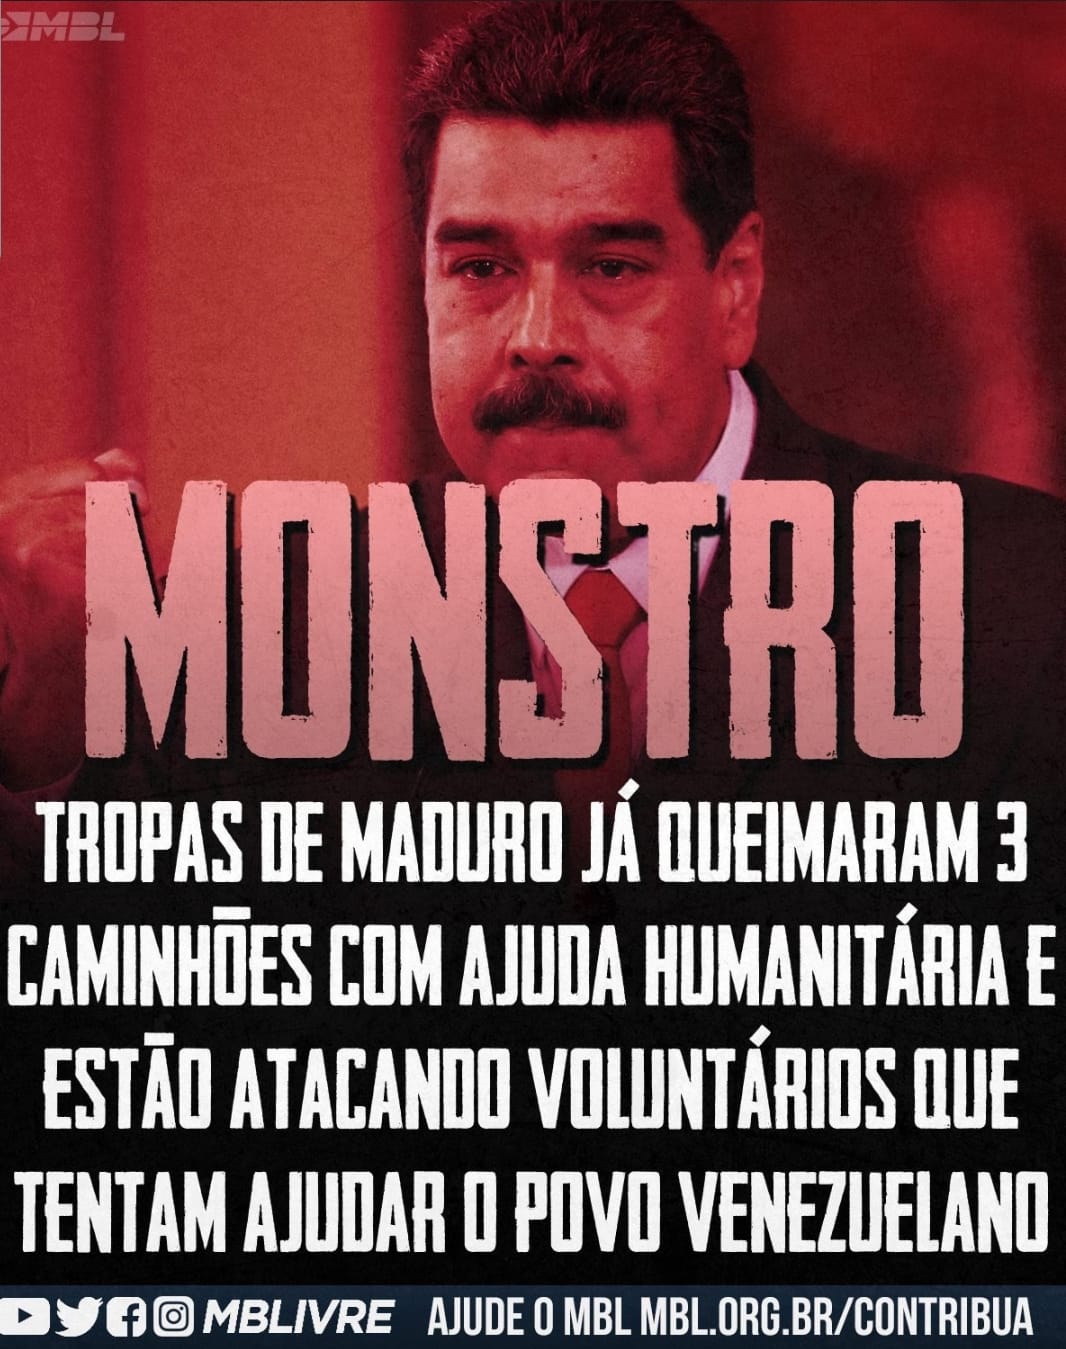 MBL
MONSTRO
TROPAS DE MADURO JÁ QUEIMARAM 3
CAMINHÕES COM AJUDA HUMANITÁRIA E
ESTÃO ATACANDO VOLUNTÁRIOS QUE
TENTAM AJUDAR O POVO VENEZUELANO
MBLIVRE AJUDE O MBL MBL.ORG.BR/CONTRIBUA